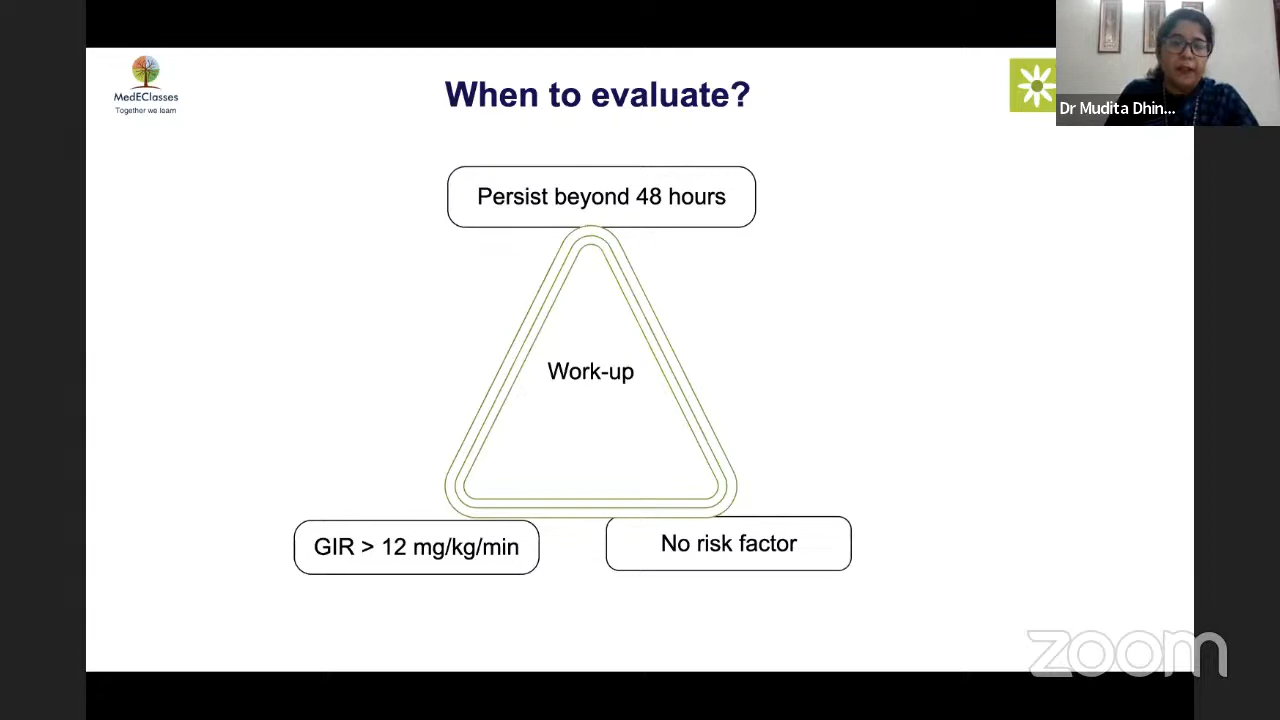 MedEClasses
Together we learn
When to evaluate?
Dr Mudita Dhin...
Persist beyond 48 hours
Work-up
GIR > 12 mg/kg/min
No risk factor
zoom